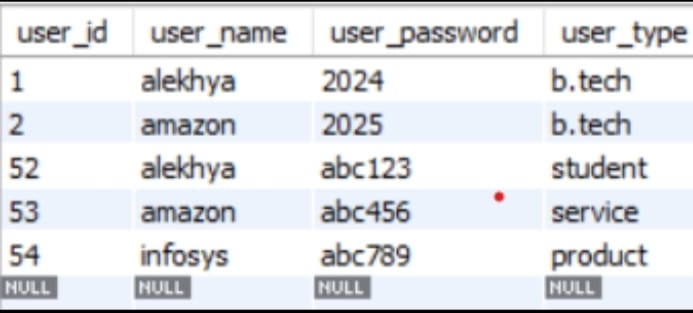 user_id user_name user_password user_type
1 alekhya 2024 b.tech
2 amazon 2025 b.tech
52 alekhya abc123 student
53 amazon abc456 service
54 infosys abc789 product
NULL NULL NULL NULL